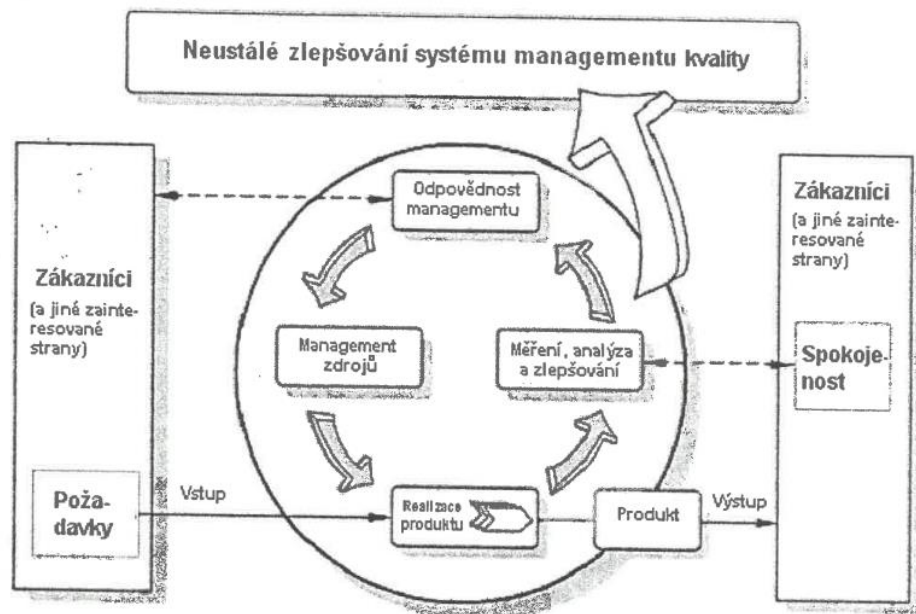 Neustálé zlepšování systému managementu kvality
Zákazníci
(a jiné zainte-
resované
strany)
Poža-
davky
Vstup
Odpovědnost
managementu
Management
zdrojů
Měření, analýza
a zlepšování
Realizace
produktu
Produkt
Výstup
Zákazníci
(a jiné zainte-
resované
strany)
Spokoje-
nost